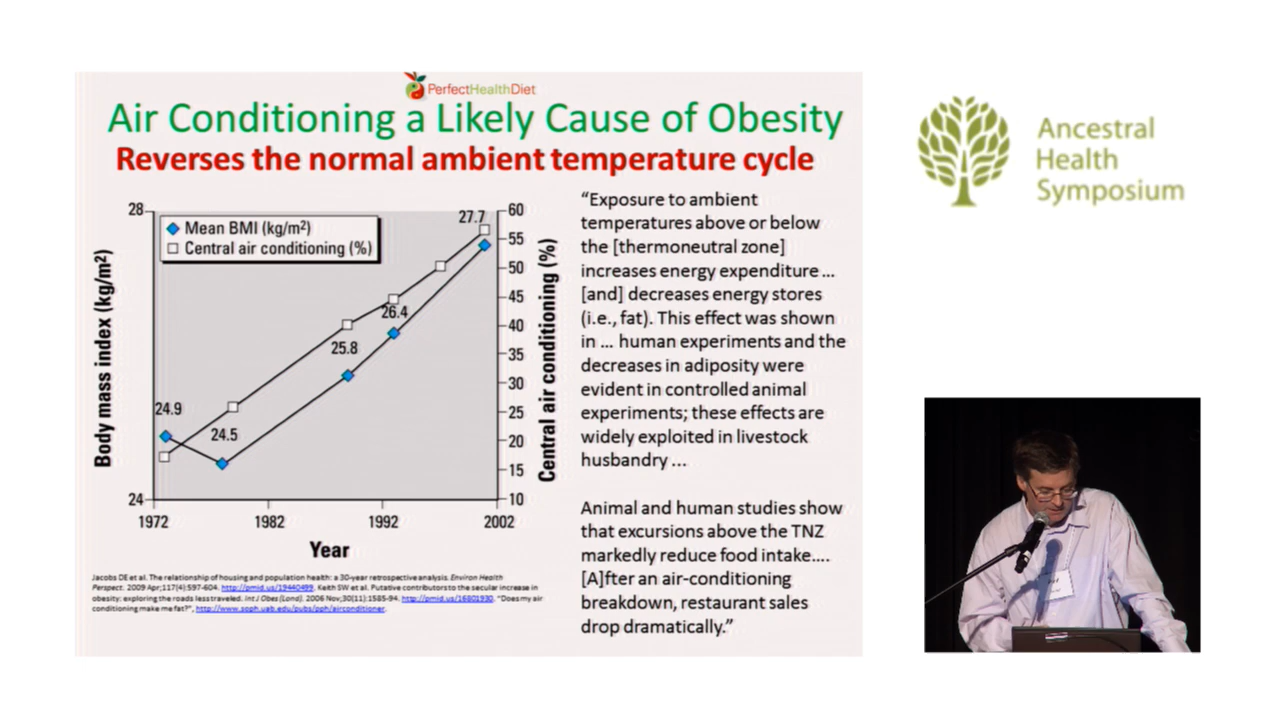 PerfectHealthDiet
Air Conditioning a Likely Cause of Obesity
Reverses the normal ambient temperature cycle
28
Mean BMI (kg/m²)
Central air conditioning (%)
27.7
26.4
25.8
24.9
24.5
24
1972
1982
1992
2002
Year
Body mass index (kg/m²)
60
55
50
45
40
35
30
25
20
15
10
Central air conditioning (%)
Jacobs DE et al. The relationship of housing and population health: a 30-year retrospective analysis. Environ Health
Perspect. 2009 Apr;117(4):597-604. http://pmid.us/19440499. Keith SW et al. Putative contributors to the secular increase in
obesity: exploring the roads less traveled. Int J Obes (Lond). 2006 Nov;30(11):1585-94. http://pmid.us/16801930. "Does my air
conditioning make me fat?", http://www.soph.uab.edu/pubs/pph/airconditioner.
“Exposure to ambient
temperatures above or below
the [thermoneutral zone]
increases energy expenditure ...
[and] decreases energy stores
(i.e., fat). This effect was shown
in ... human experiments and the
decreases in adiposity were
evident in controlled animal
experiments; these effects are
widely exploited in livestock
husbandry ...
Animal and human studies show
that excursions above the TNZ
markedly reduce food intake....
[A]fter an air-conditioning
breakdown, restaurant sales
drop dramatically.”
Ancestral
Health
Symposium